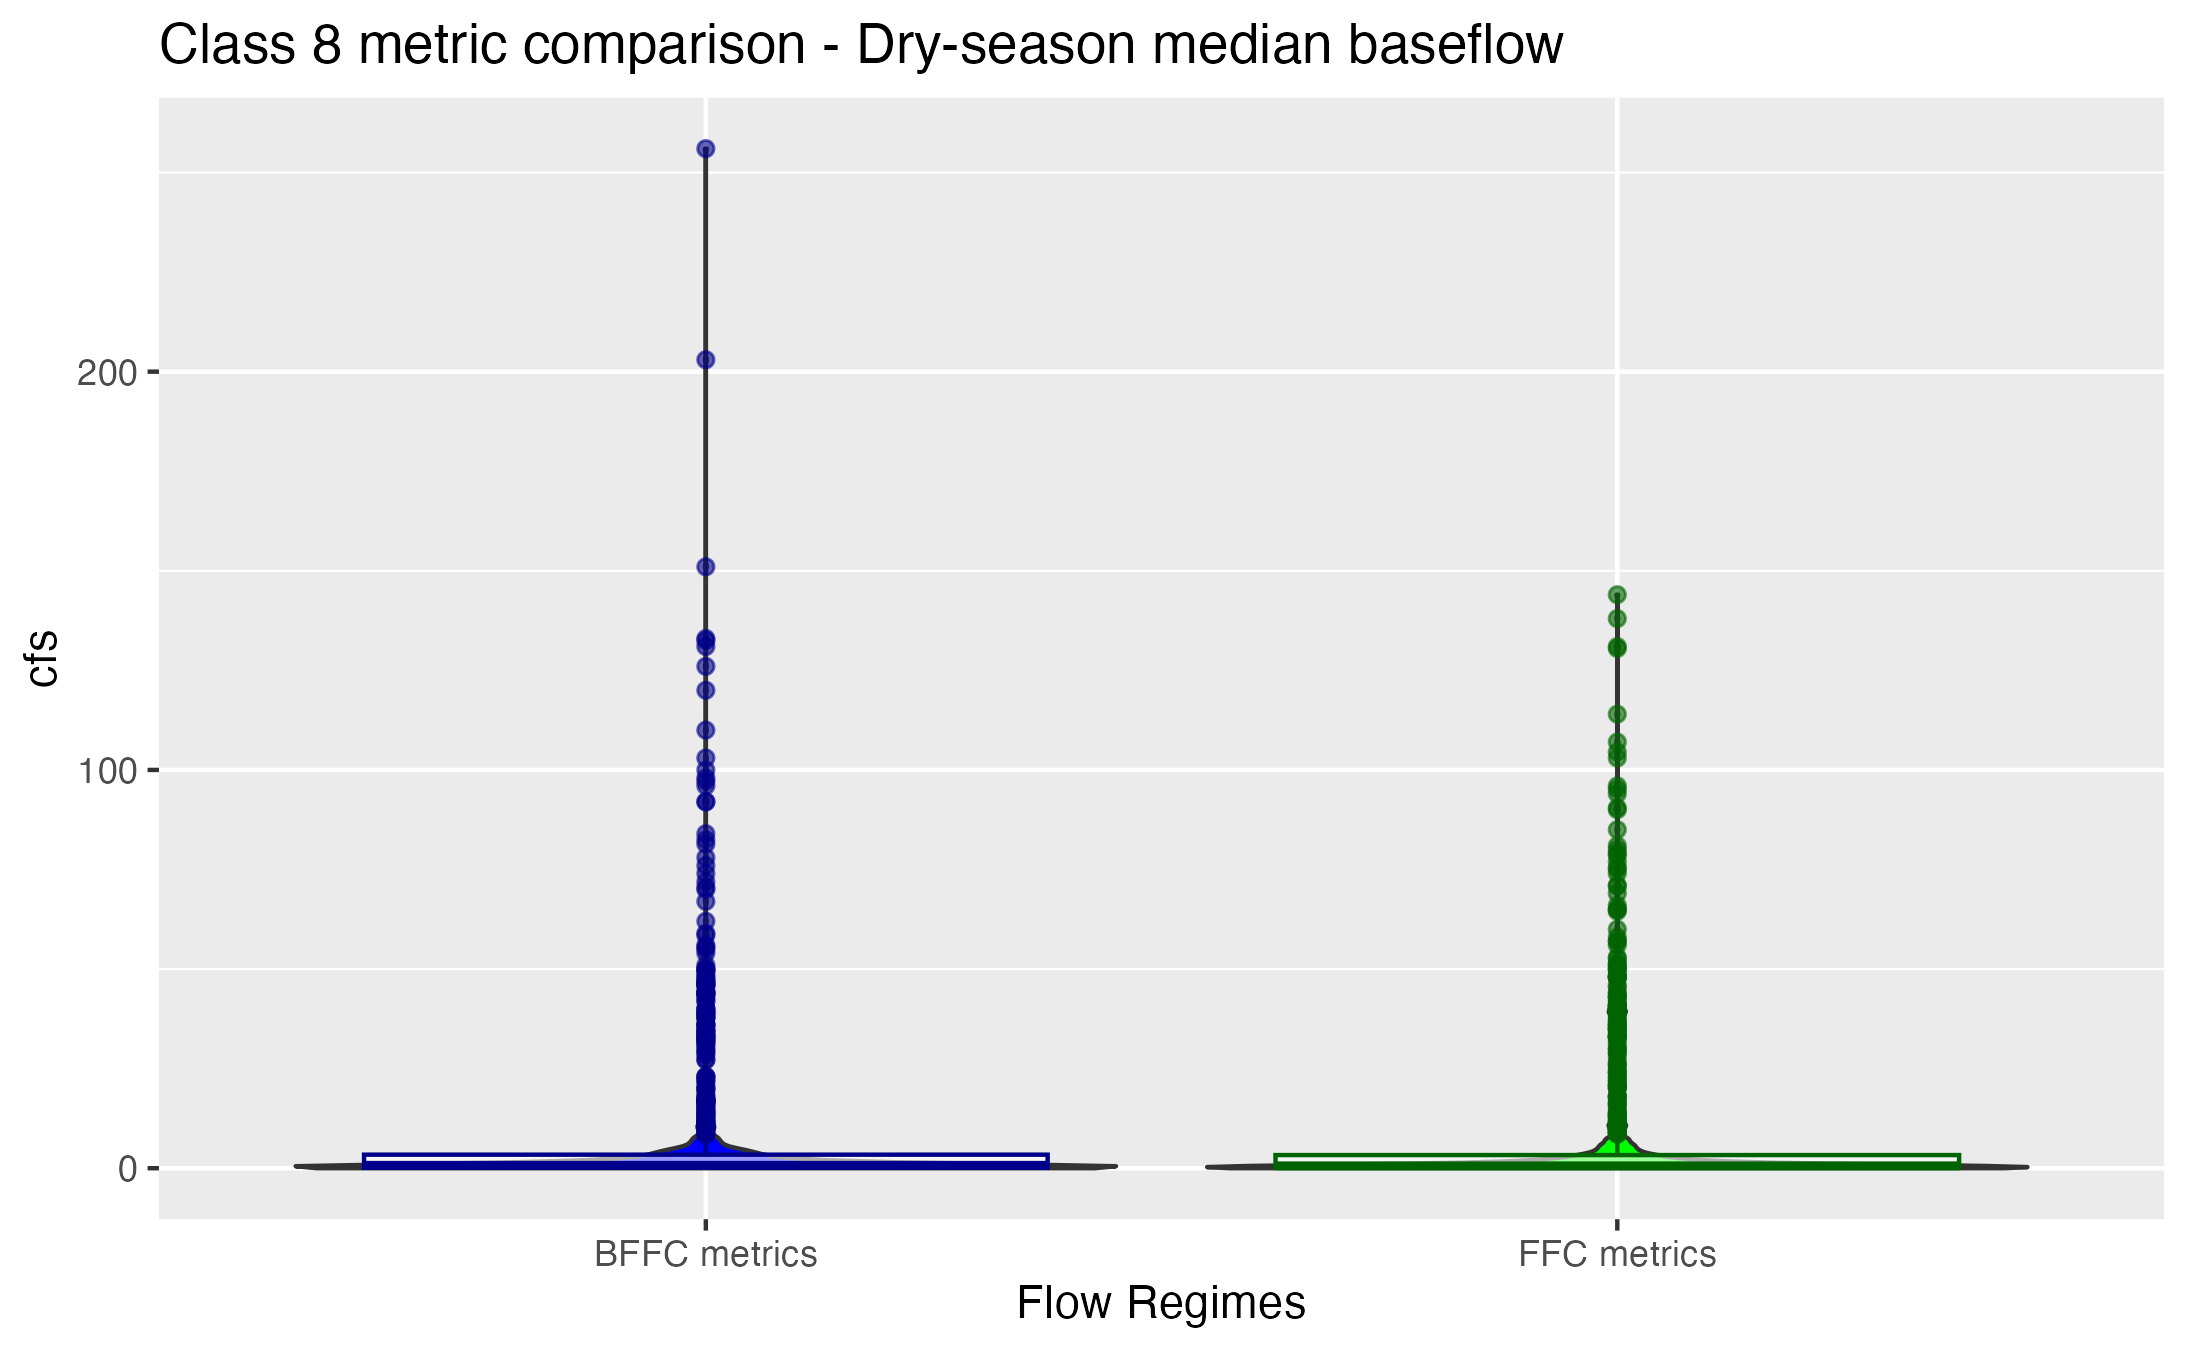 Class 8 metric comparison - Dry-season median baseflow
cfs
200
100
0
BFFC metrics
FFC metrics
Flow Regimes